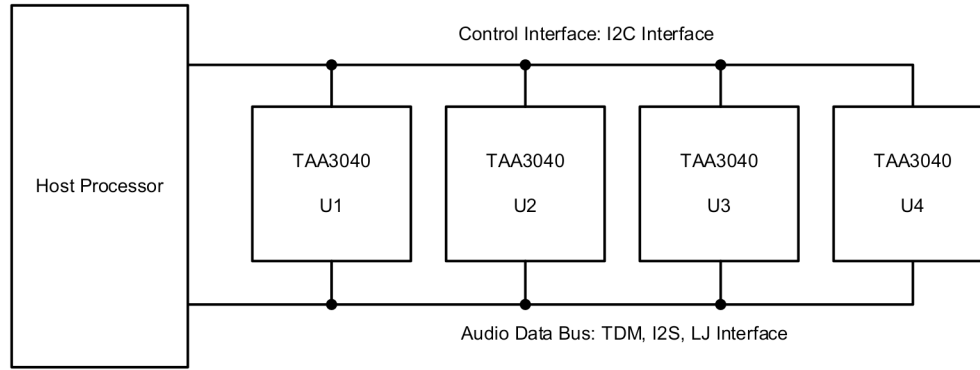 Control Interface: I2C Interface
Host Processor
TAA3040
U1
TAA3040
U2
TAA3040
U3
TAA3040
U4
Audio Data Bus: TDM, I2S, LJ Interface